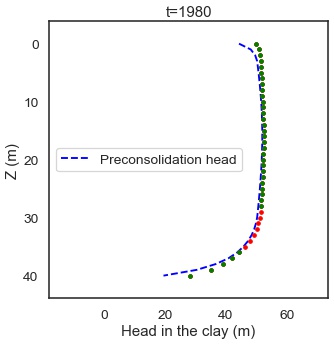 t=1980
0
10
20
30
40
Z (m)
Preconsolidation head
0 20 40 60
Head in the clay (m)